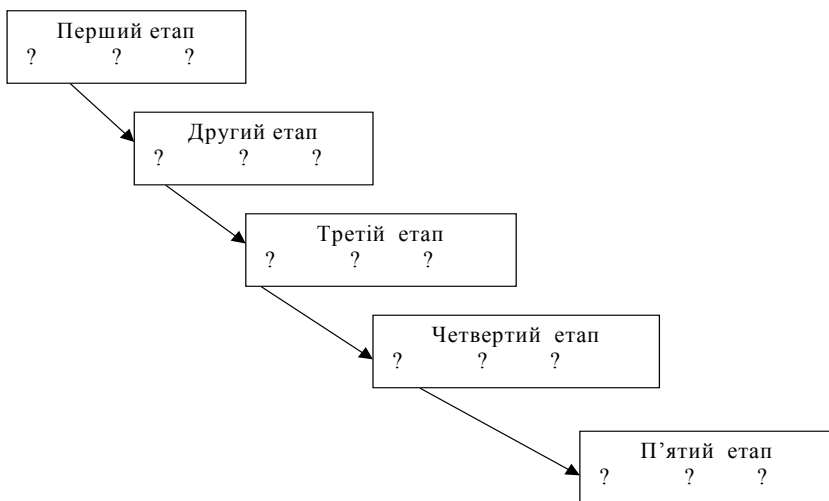 Перший етап
? ? ?
Другий етап
? ? ?
Третій етап
? ? ?
Четвертий етап
? ? ?
П’ятий етап
? ? ?